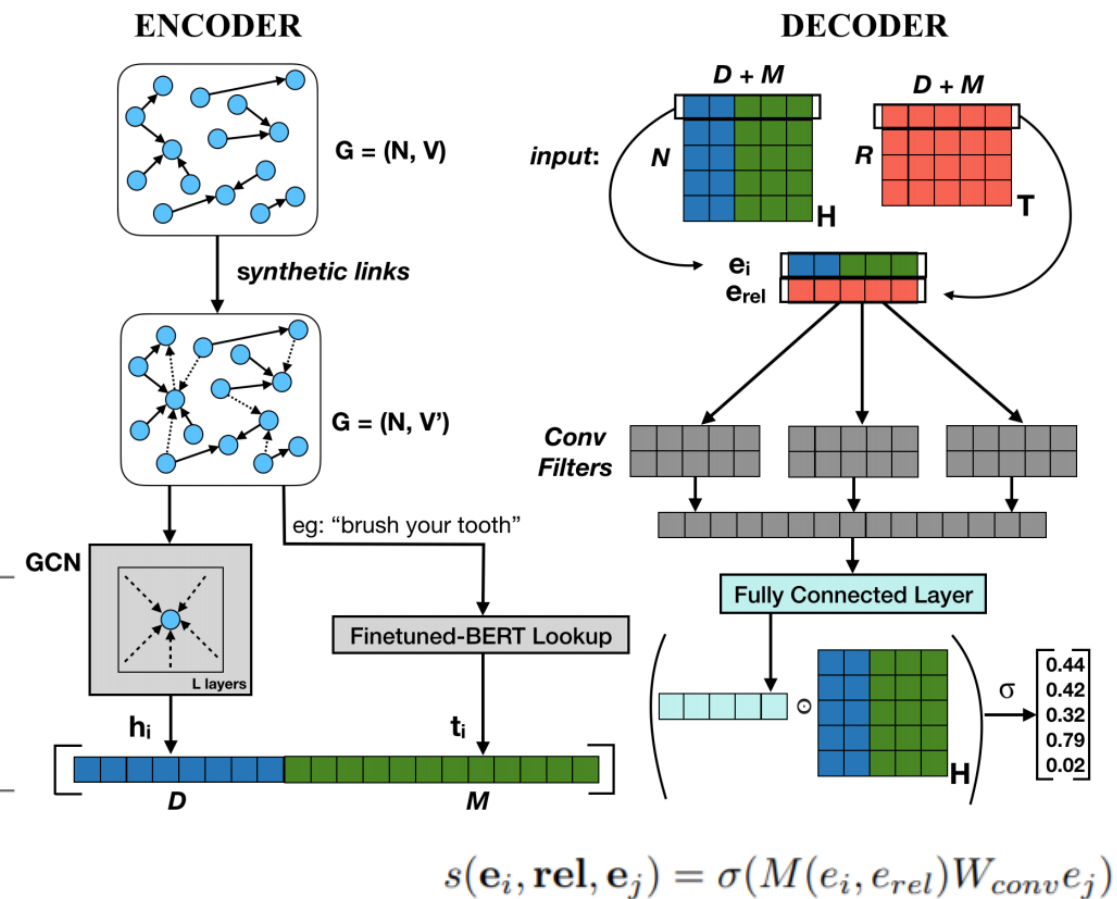 ENCODER
G = (N, V)
synthetic links
G = (N, V’)
eg: “brush your tooth”
GCN
L layers
Finetuned-BERT Lookup
hi
ti
D
M
DECODER
D + M
D + M
input:
N
R
H
T
ei
erel
Conv
Filters
Fully Connected Layer
⊙
H
σ
0.44
0.42
0.32
0.79
0.02
s(ei, rel, ej) = σ(M(ei, erel)Wconvej)